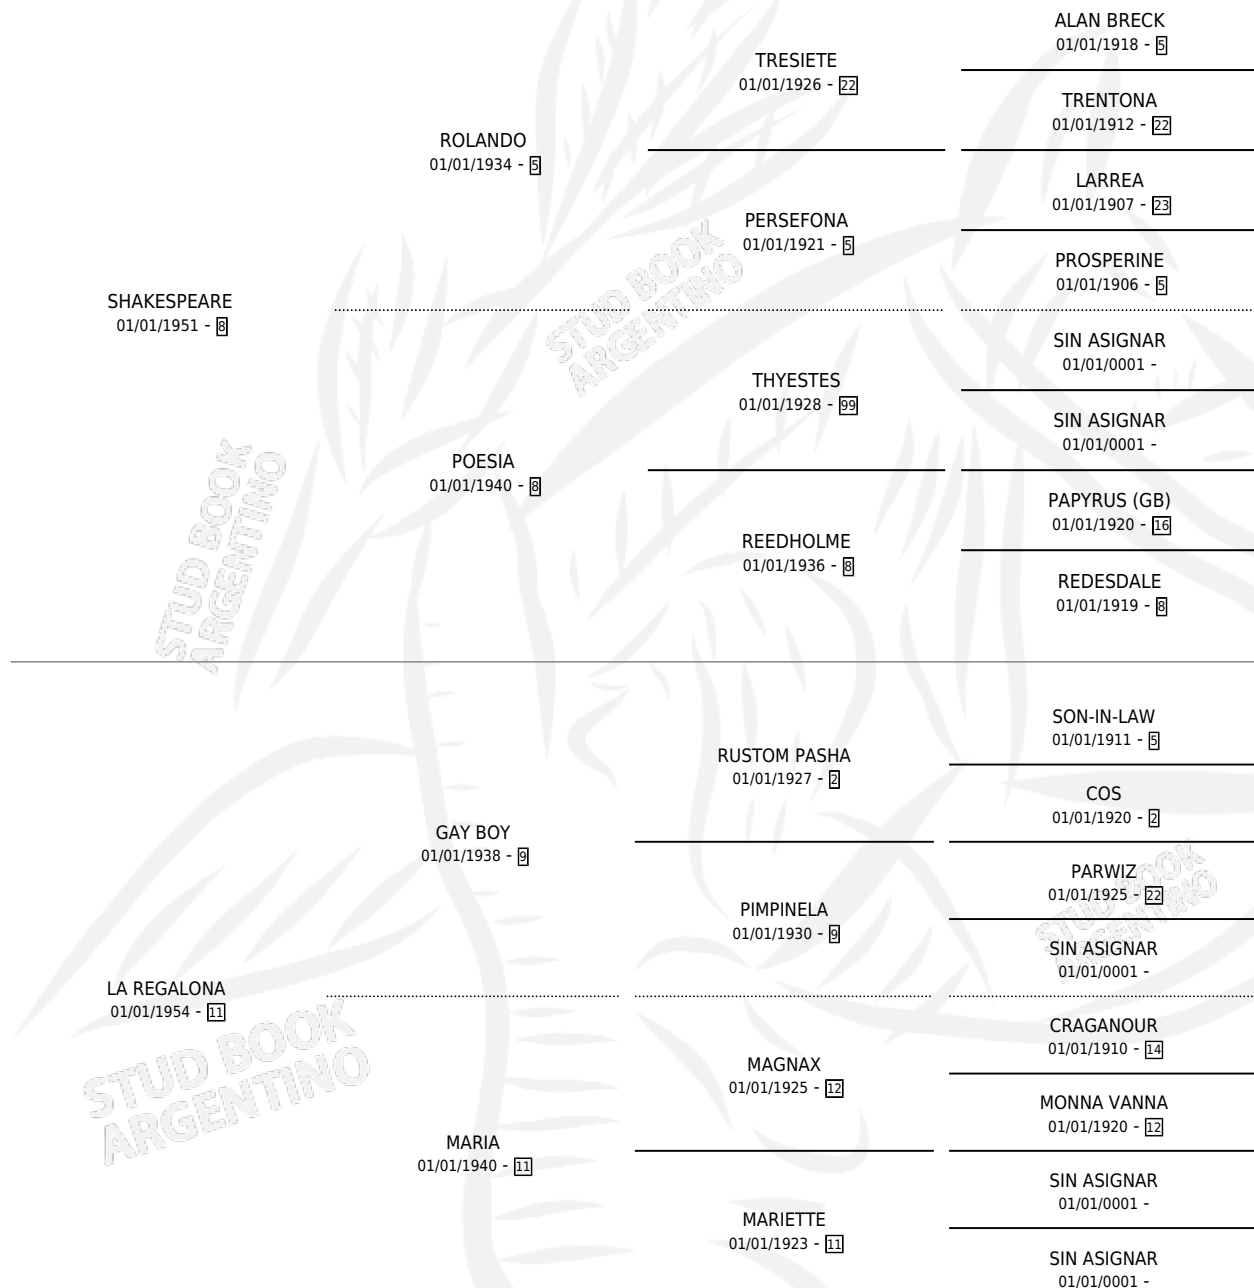 ALAN BRECK
01/01/1918 - 5
TRESIETE
01/01/1926 - 22
TRENTONA
01/01/1912 - 22
ROLANDO
01/01/1934 - 5
LARREA
01/01/1907 - 23
PERSEFONA
01/01/1921 - 5
PROSPERINE
01/01/1906 - 5
SHAKESPEARE
01/01/1951 - 8
SIN ASIGNAR
01/01/0001 -
THYESTES
01/01/1928 - 99
SIN ASIGNAR
01/01/0001 -
POESIA
01/01/1940 - 8
PAPYRUS (GB)
01/01/1920 - 16
REEDHOLME
01/01/1936 - 8
REDESDALE
01/01/1919 - 8
SON-IN-LAW
01/01/1911 - 5
RUSTOM PASHA
01/01/1927 - 2
COS
01/01/1920 - 2
GAY BOY
01/01/1938 - 9
PARWIZ
01/01/1925 - 22
PIMPINELA
01/01/1930 - 9
SIN ASIGNAR
01/01/0001 -
LA REGALONA
01/01/1954 - 11
CRAGANOUR
01/01/1910 - 14
MAGNAX
01/01/1925 - 12
MONNA VANNA
01/01/1920 - 12
MARIA
01/01/1940 - 11
SIN ASIGNAR
01/01/0001 -
MARIETTE
01/01/1923 - 11
SIN ASIGNAR
01/01/0001 -
STUD BOOK
ARGENTINO
STUD BOOK
ARGENTINO
STUD BOOK
ARGENTINO
STUD BOOK
ARGENTINO